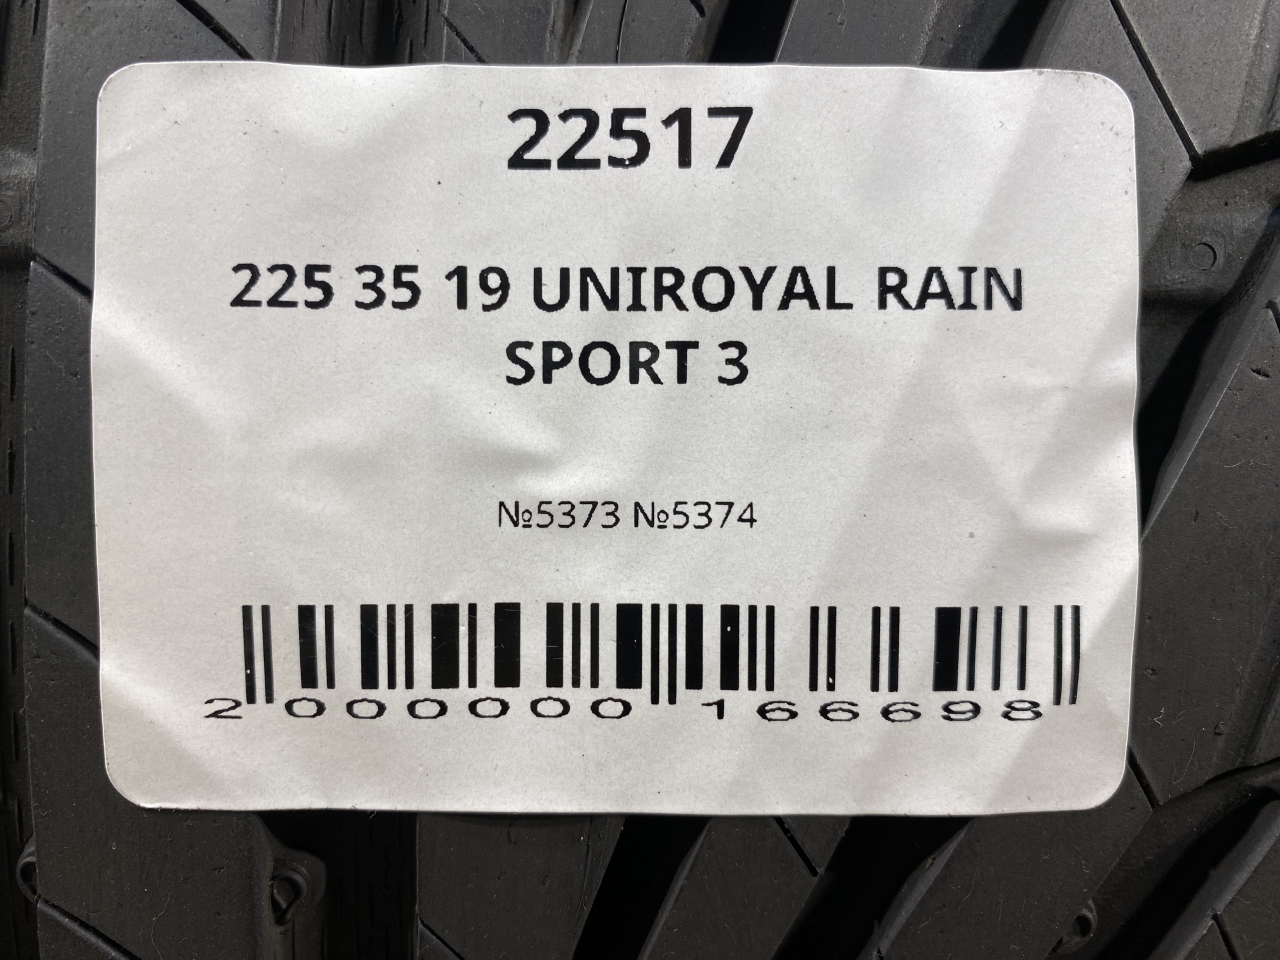 22517
225 35 19 UNIROYAL RAIN
SPORT 3
№5373 №5374
2 000000 166698